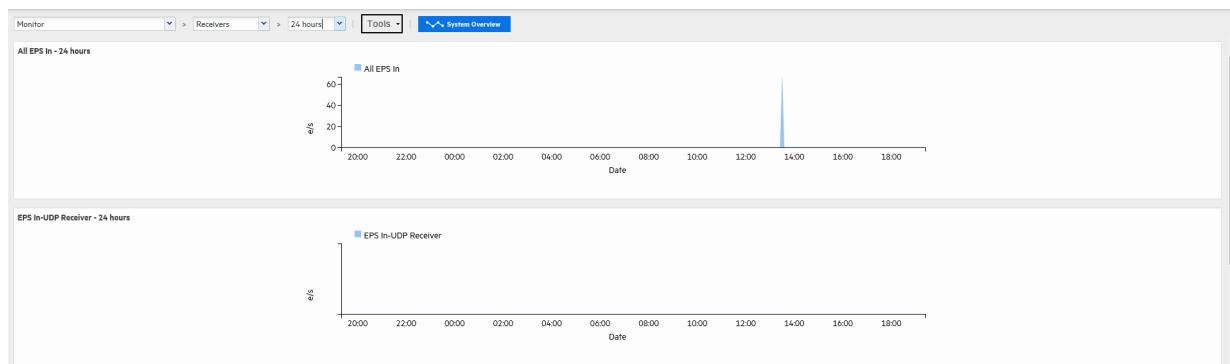 Monitor > Receivers > 24 hours | Tools | System Overview
All EPS In - 24 hours
All EPS In
60
40
20
0
e/s
20:00 22:00 00:00 02:00 04:00 06:00 08:00 10:00 12:00 14:00 16:00 18:00
Date
EPS In-UDP Receiver - 24 hours
EPS In-UDP Receiver
e/s
20:00 22:00 00:00 02:00 04:00 06:00 08:00 10:00 12:00 14:00 16:00 18:00
Date